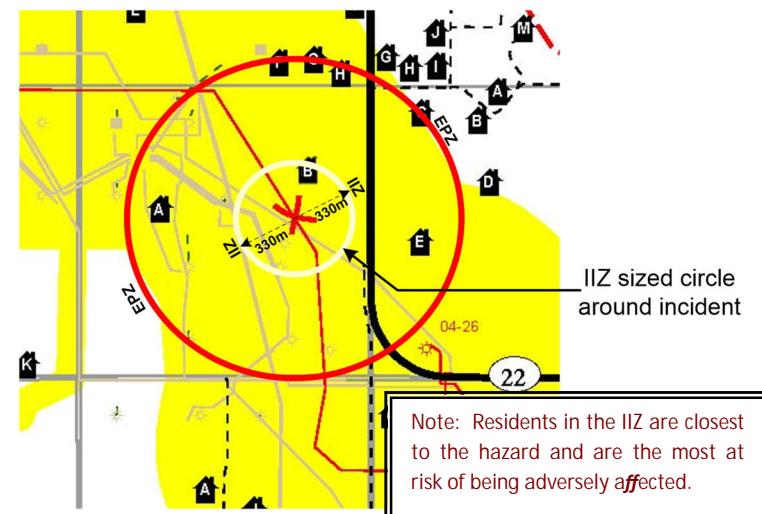 L
J
M
F
G
G
H
H
I
A
C
EPZ
B
B
IIZ
D
330m
A
330m
IIZ
E
EPZ
IIZ sized circle
around incident
04-26
K
22
Note: Residents in the IIZ are closest
to the hazard and are the most at
risk of being adversely affected.
A